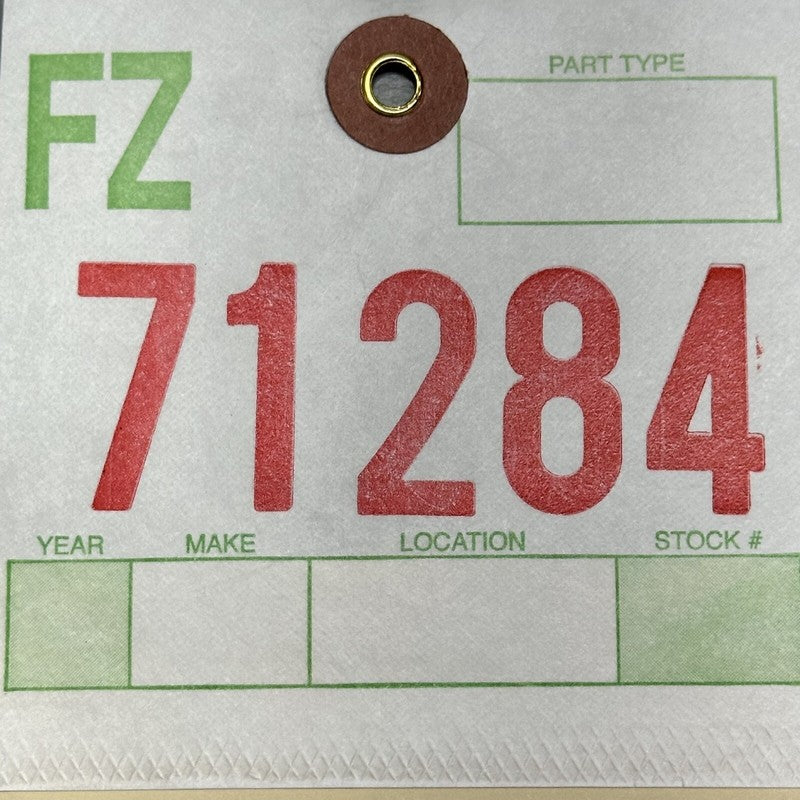 FZ
PART TYPE
71284
YEAR MAKE LOCATION STOCK #